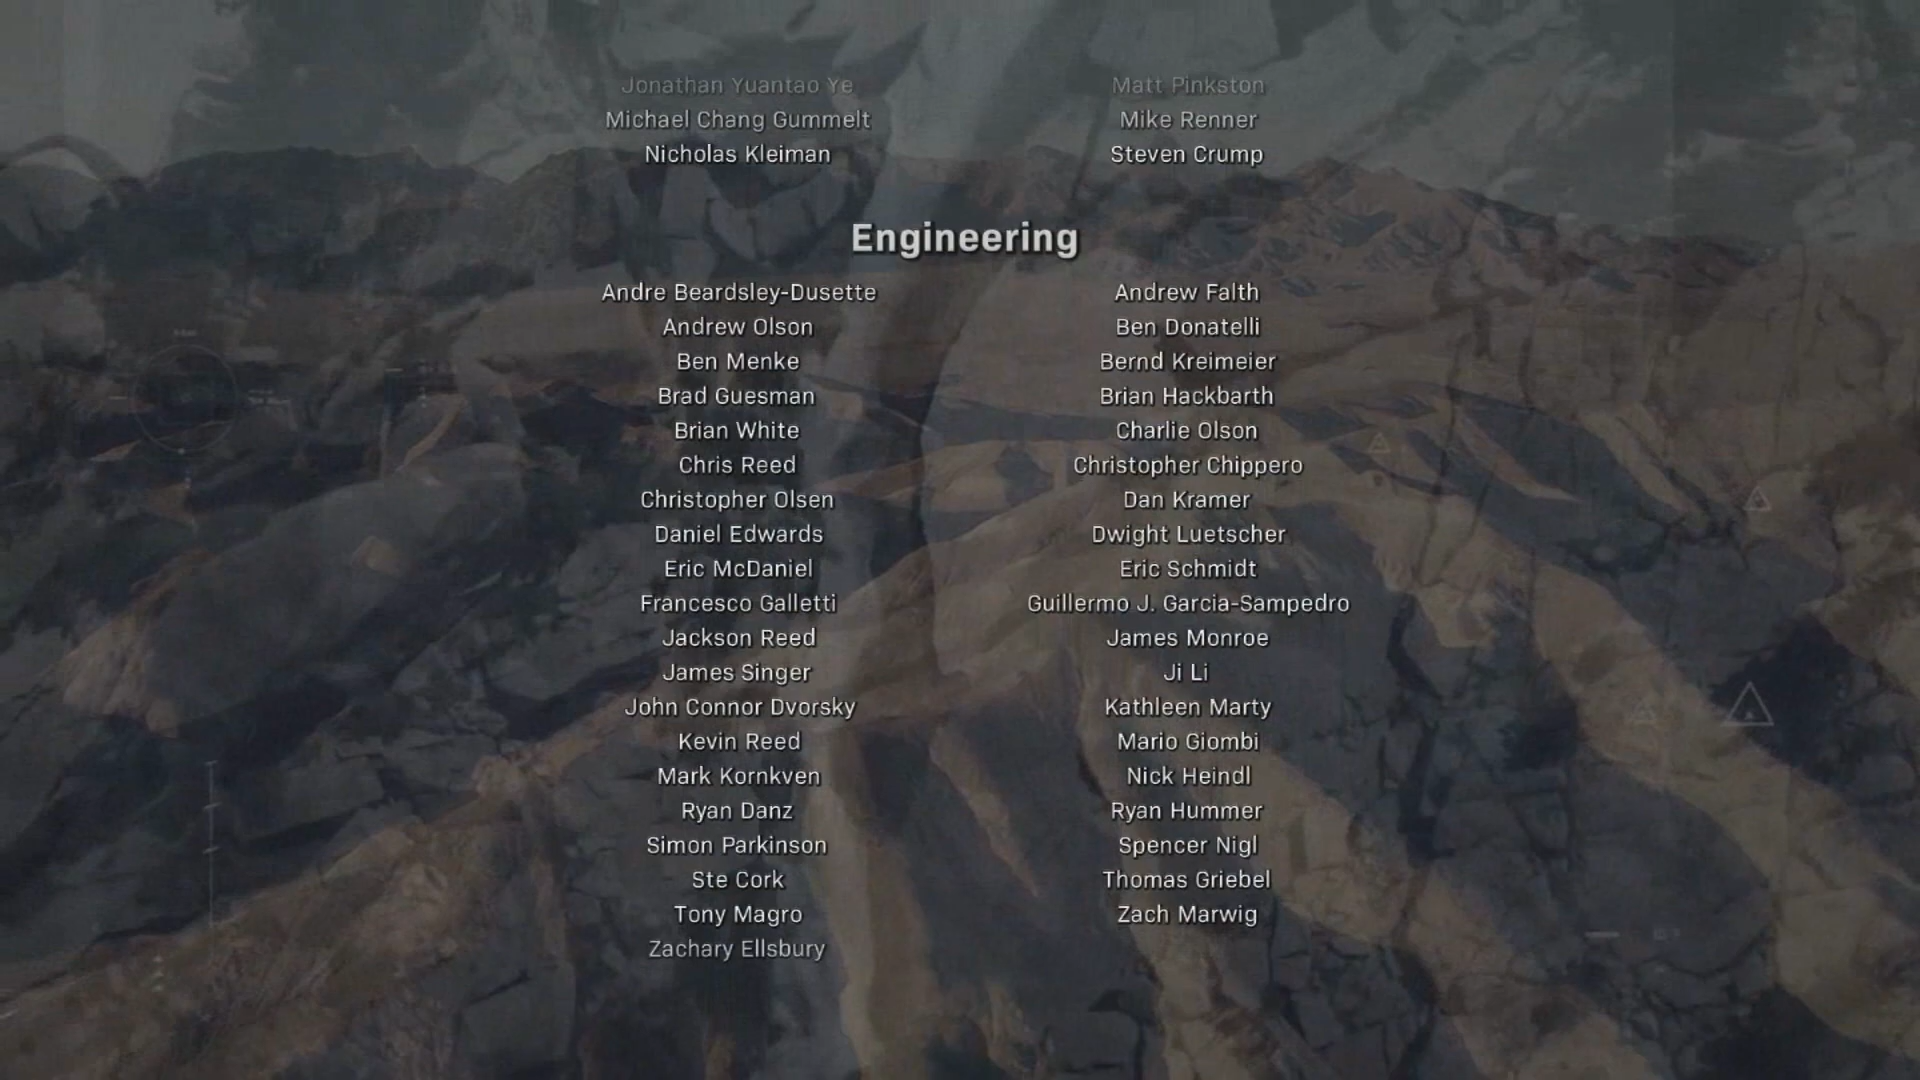 Jonathan Yuantao Ye Matt Pinkston
Michael Chang Gummelt Mike Renner
Nicholas Kleiman Steven Crump
Engineering
Andre Beardsley-Dusette Andrew Falth
Andrew Olson Ben Donatelli
Ben Menke Bernd Kreimeier
Brad Guesman Brian Hackbarth
Brian White Charlie Olson
Chris Reed Christopher Chippero
Christopher Olsen Dan Kramer
Daniel Edwards Dwight Luetscher
Eric McDaniel Eric Schmidt
Francesco Galletti Guillermo J. Garcia-Sampedro
Jackson Reed James Monroe
James Singer Ji Li
John Connor Dvorsky Kathleen Marty
Kevin Reed Mario Giombi
Mark Kornkven Nick Heindl
Ryan Danz Ryan Hummer
Simon Parkinson Spencer Nigl
Ste Cork Thomas Griebel
Tony Magro Zach Marwig
Zachary Ellsbury